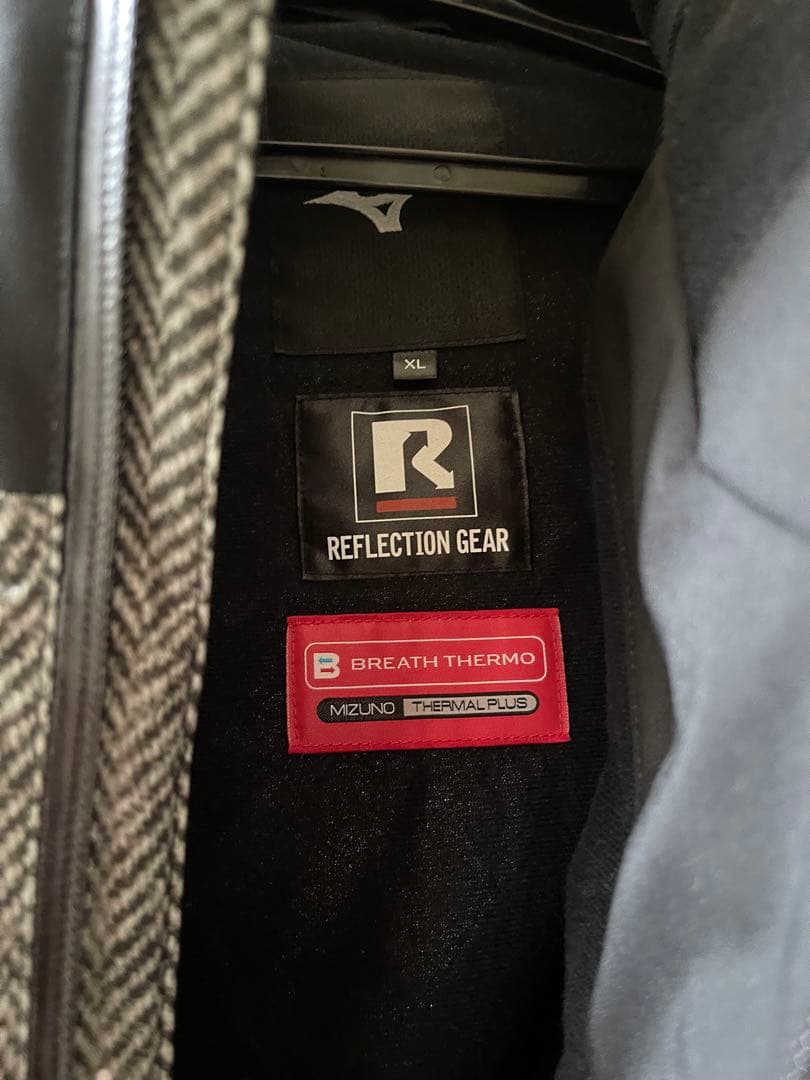 XL
R
REFLECTION GEAR
B BREATH THERMO
MIZUNO THERMAL PLUS